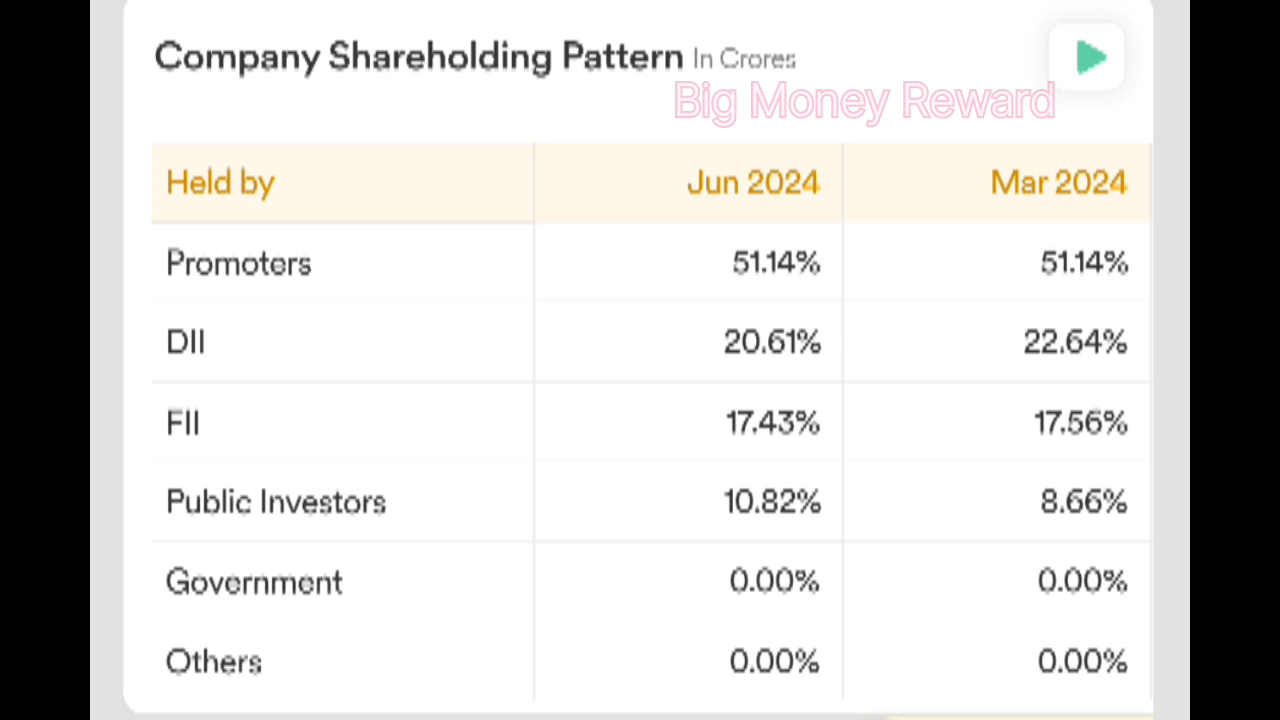 Company Shareholding Pattern In Crores
Big Money Reward
Held by Jun 2024 Mar 2024
Promoters 51.14% 51.14%
DII 20.61% 22.64%
FII 17.43% 17.56%
Public Investors 10.82% 8.66%
Government 0.00% 0.00%
Others 0.00% 0.00%